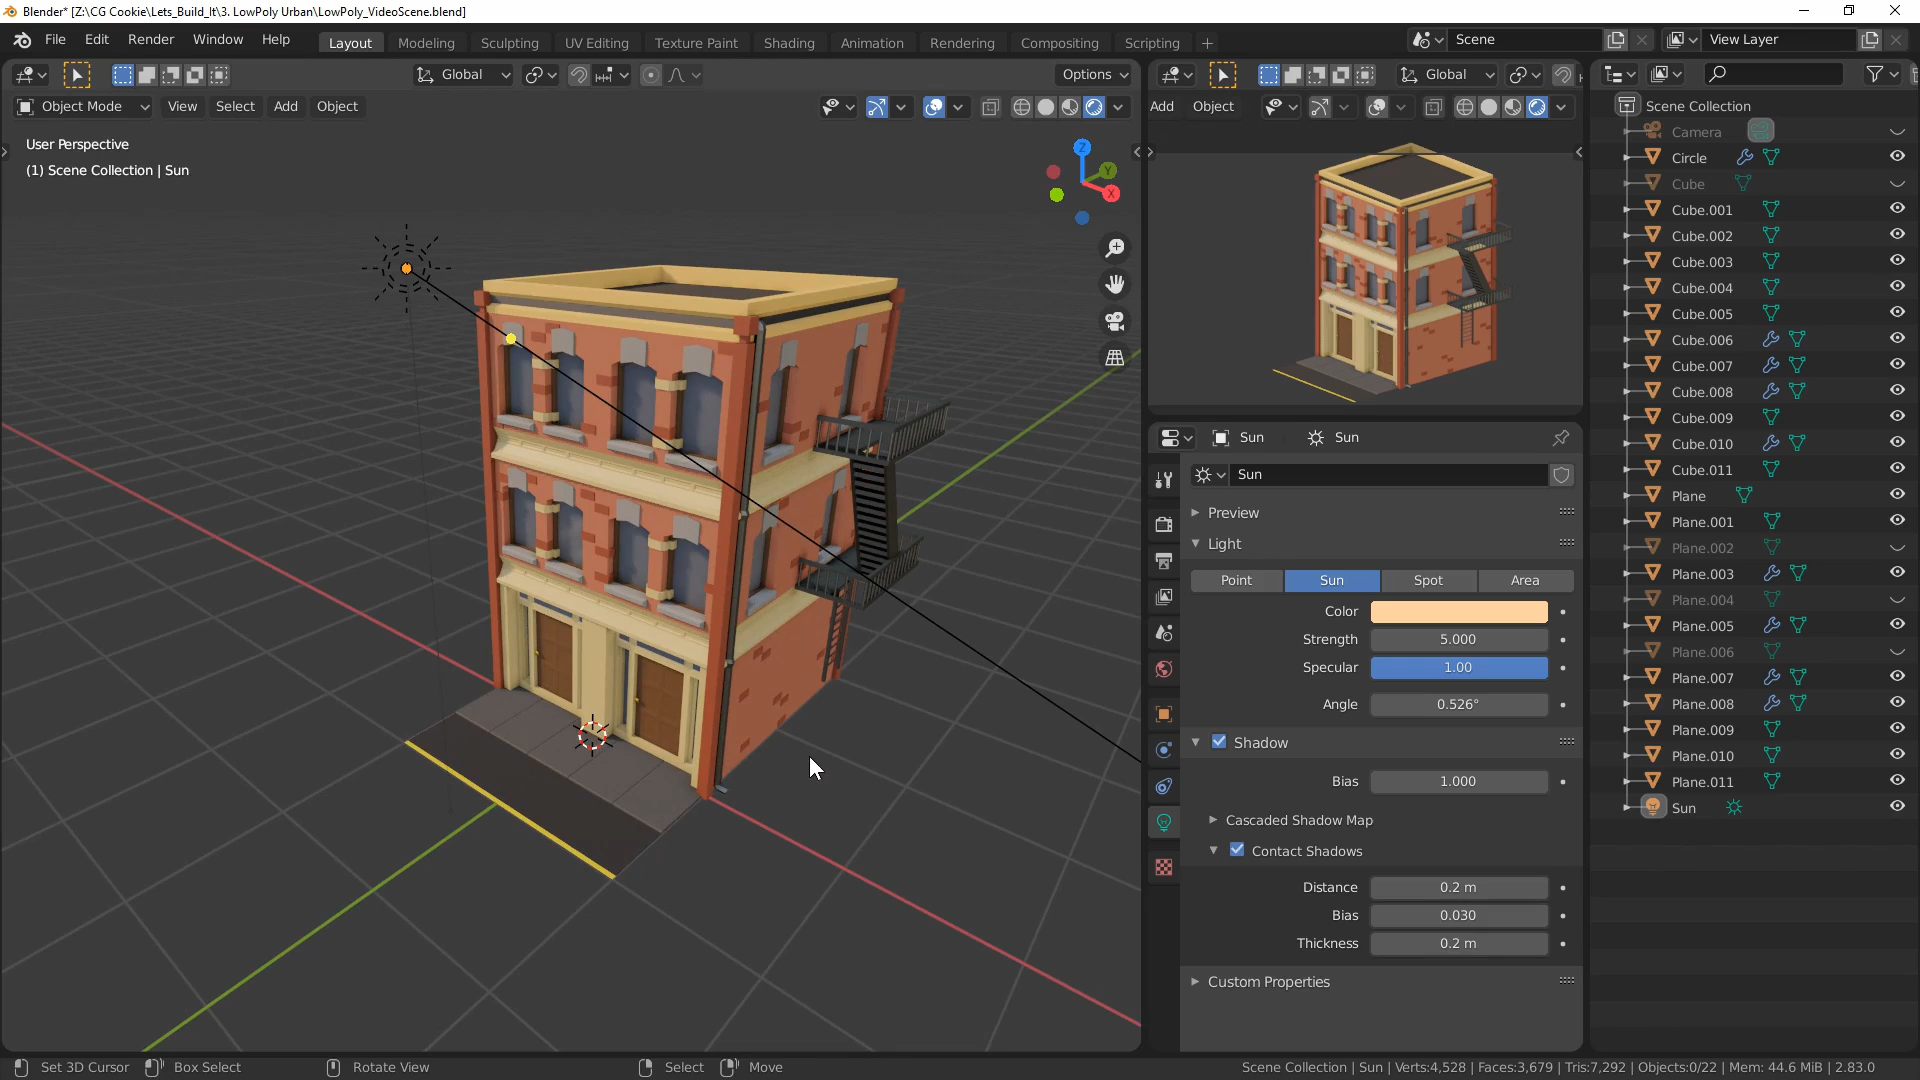 Blender* [Z:\CG Cookie\Lets_Build_It\3. LowPoly Urban\LowPoly_VideoScene.blend]
File Edit Render Window Help Layout Modeling Sculpting UV Editing Texture Paint Shading Animation Rendering Compositing Scripting + Scene View Layer
Global Options
Object Mode View Select Add Object
User Perspective
(1) Scene Collection | Sun
Z
Y
X
Global
Add Object
Sun Sun
Sun
Preview
Light
Point Sun Spot Area
Color
Strength 5.000
Specular 1.00
Angle 0.526°
Shadow
Bias 1.000
Cascaded Shadow Map
Contact Shadows
Distance 0.2 m
Bias 0.030
Thickness 0.2 m
Custom Properties
Scene Collection
Camera
Circle
Cube
Cube.001
Cube.002
Cube.003
Cube.004
Cube.005
Cube.006
Cube.007
Cube.008
Cube.009
Cube.010
Cube.011
Plane
Plane.001
Plane.002
Plane.003
Plane.004
Plane.005
Plane.006
Plane.007
Plane.008
Plane.009
Plane.010
Plane.011
Sun
Set 3D Cursor Box Select Rotate View Select Move Scene Collection | Sun | Verts:4,528 | Faces:3,679 | Tris:7,292 | Objects:0/22 | Mem: 44.6 MiB | 2.83.0